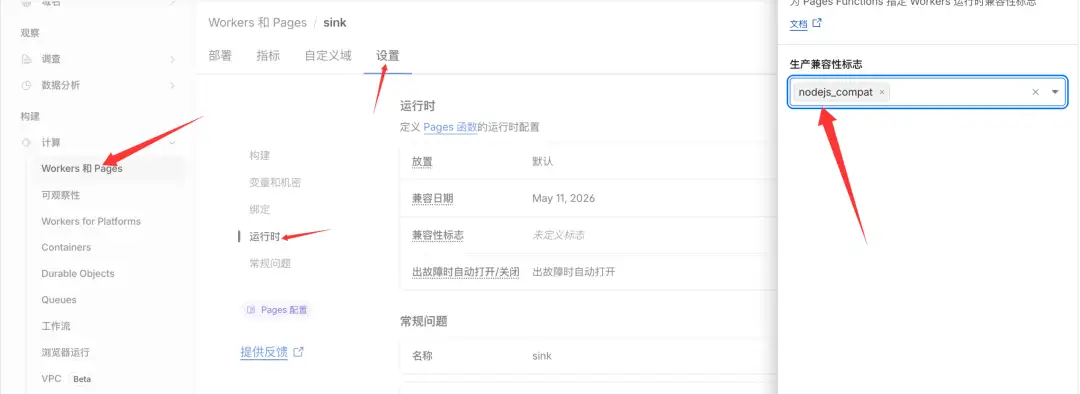 域名
观察
调查
数据分析
构建
计算
Workers 和 Pages
可观察性
Workers for Platforms
Containers
Durable Objects
Queues
工作流
浏览器运行
VPC Beta
Workers 和 Pages / sink
部署 指标 自定义域 设置
构建
变量和机密
绑定
运行时
常规问题
Pages 配置
提供反馈
运行时
定义 Pages 函数的运行时配置
放置 默认
兼容日期 May 11, 2026
兼容性标志 未定义标志
出故障时自动打开/关闭 出故障时自动打开
常规问题
名称 sink
为 Pages Functions 指定 Workers 运行时兼容性标志
文档
生产兼容性标志
nodejs_compat ×